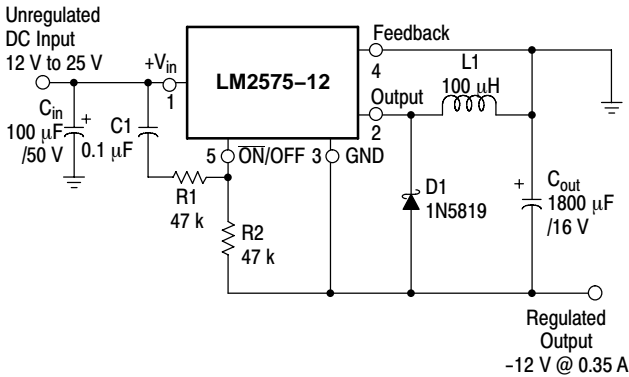 Unregulated
DC Input
12 V to 25 V
+Vin
1
LM2575–12
Feedback
4
Output
2
L1
100 μH
Cin
+
100 μF
/50 V
C1
0.1 μF
5
ON/OFF
3
GND
R1
47 k
R2
47 k
D1
1N5819
+
Cout
1800 μF
/16 V
Regulated
Output
–12 V @ 0.35 A